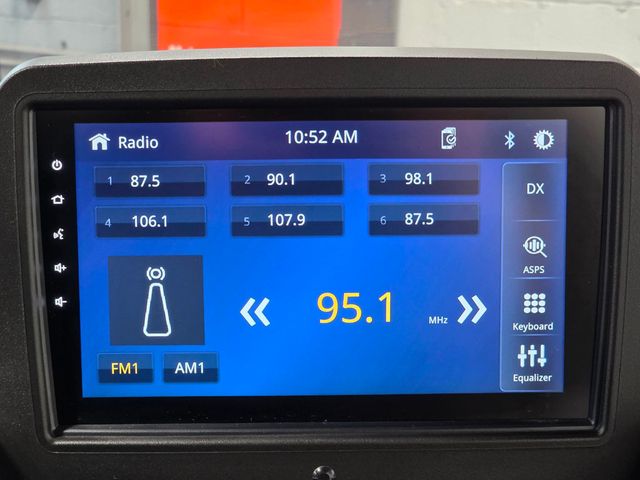 Radio
10:52 AM
1 87.5
2 90.1
3 98.1
DX
4 106.1
5 107.9
6 87.5
ASPS
95.1 MHz
Keyboard
FM1
AM1
Equalizer